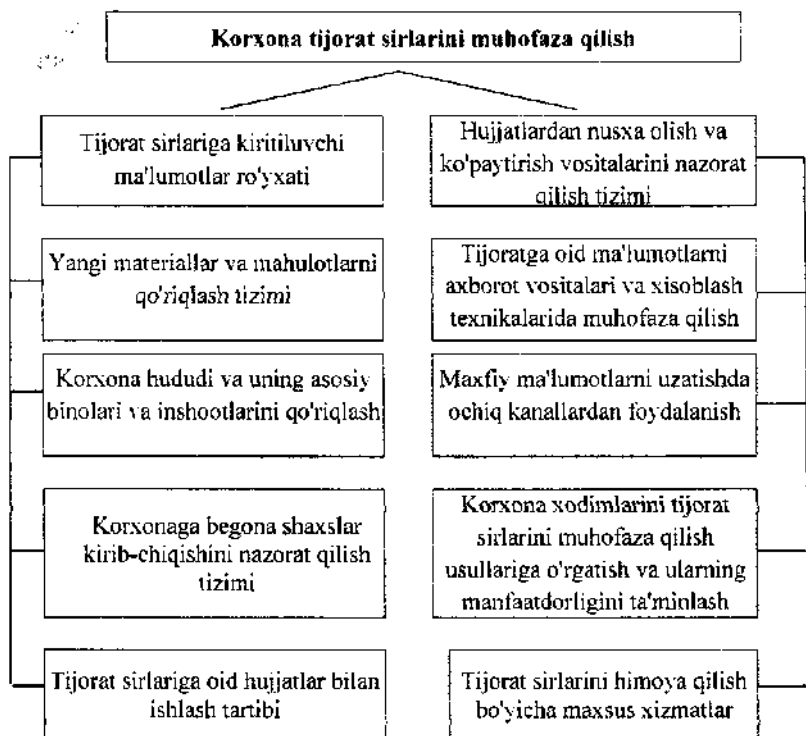 Korxona tijorat sirlarini muhofaza qilish
Tijorat sirlariga kiritiluvchi
ma'lumotlar ro'yxati
Yangi materiallar va mahulotlarni
qo'riqlash tizimi
Korxona hududi va uning asosiy
binolari va inshootlarini qo'riqlash
Korxonaga begona shaxslar
kirib-chiqishini nazorat qilish
tizimi
Tijorat sirlariga oid hujjatlar bilan
ishlash tartibi
Hujjatlardan nusxa olish va
ko'paytirish vositalarini nazorat
qilish tizimi
Tijoratga oid ma'lumotlarni
axborot vositalari va xisoblash
texnikalarida muhofaza qilish
Maxfiy ma'lumotlarni uzatishda
ochiq kanallardan foydalanish
Korxona xodimlarini tijorat
sirlarini muhofaza qilish
usullariga o'rgatish va ularning
manfaatdorligini ta'minlash
Tijorat sirlarini himoya qilish
bo'yicha maxsus xizmatlar